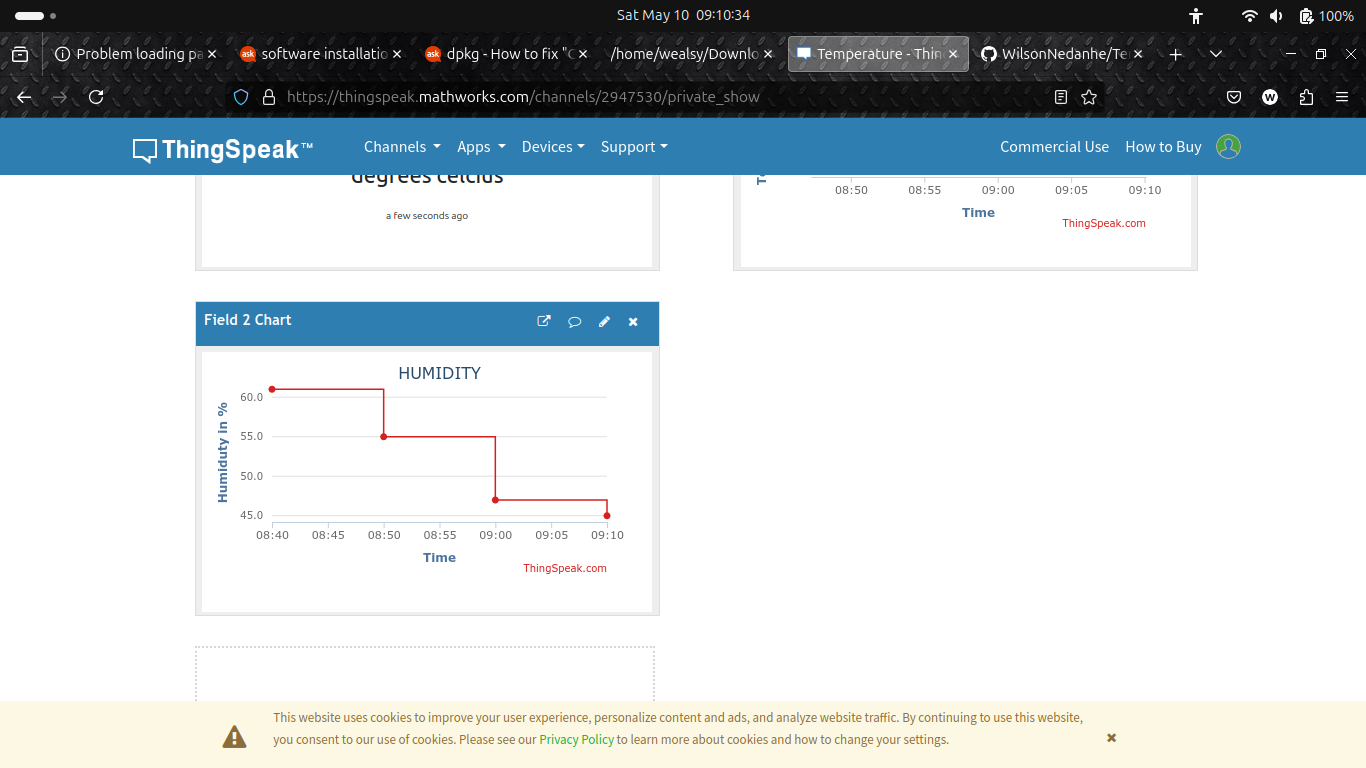 Sat May 10 09:10:34
100%
Problem loading pa
ask software installatio
ask dpkg - How to fix "C
/home/wealsy/Downlo
Temperature - Thin
WilsonNedanhe/Te
https://thingspeak.mathworks.com/channels/2947530/private_show
W
ThingSpeak™
Channels
Apps
Devices
Support
Commercial Use
How to Buy
degrees celcius
a few seconds ago
08:50 08:55 09:00 09:05 09:10
Time
ThingSpeak.com
Field 2 Chart
HUMIDITY
Humiduty in %
60.0
55.0
50.0
45.0
08:40 08:45 08:50 08:55 09:00 09:05 09:10
Time
ThingSpeak.com
This website uses cookies to improve your user experience, personalize content and ads, and analyze website traffic. By continuing to use this website,
you consent to our use of cookies. Please see our Privacy Policy to learn more about cookies and how to change your settings.